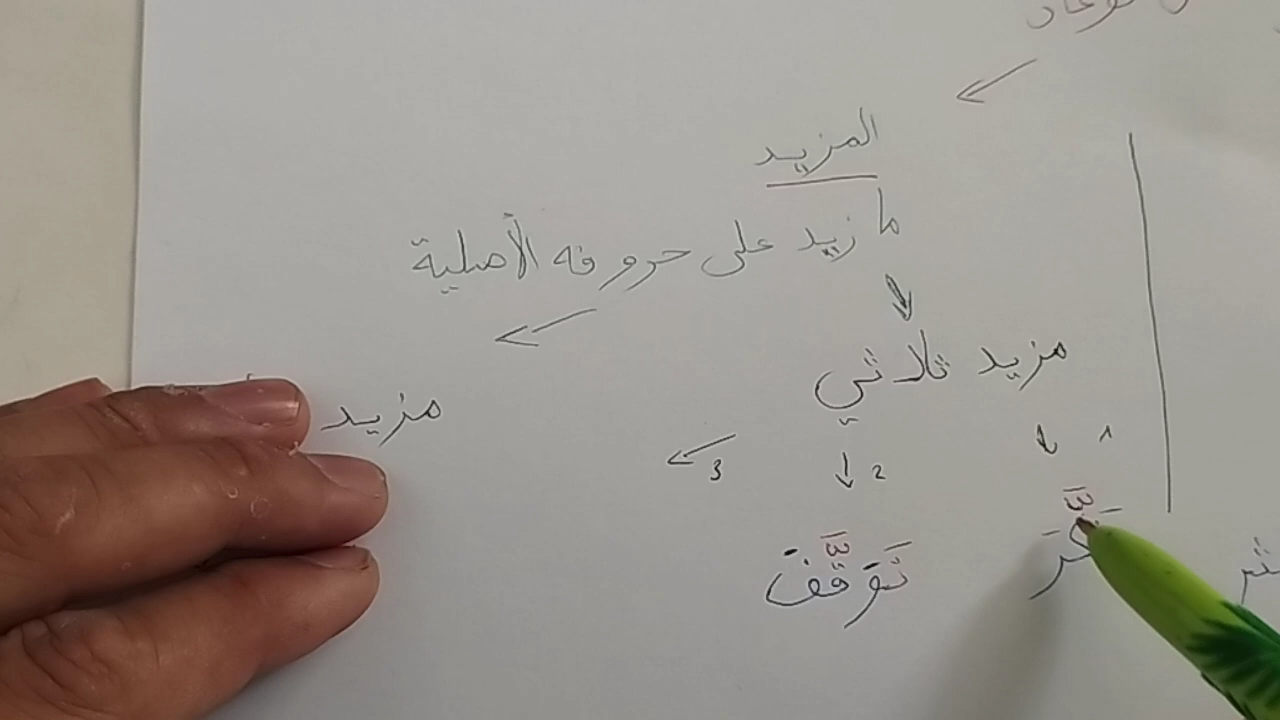 المزيد
ما زيد على حروفه الأصلية
مزيد ثلاثي
مزيد
1 2 3
تَوَقَّفَ